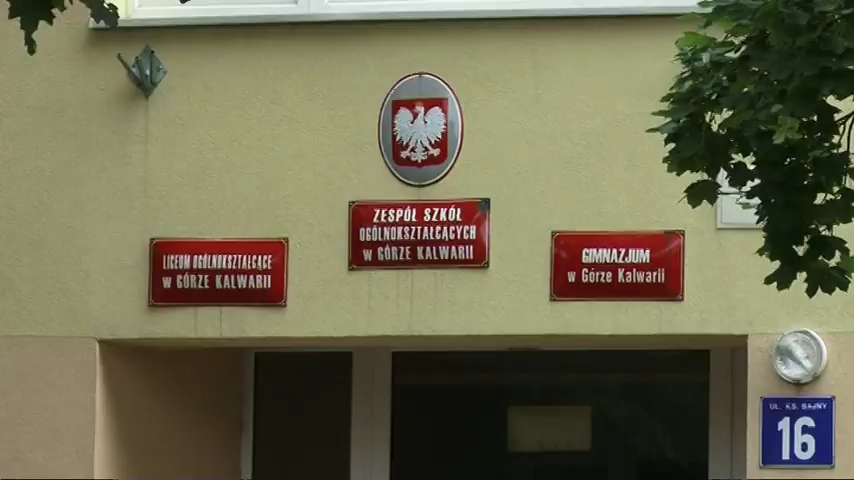 ZESPÓŁ SZKÓŁ
OGÓLNOKSZTAŁCĄCYCH
W GÓRZE KALWARII
LICEUM OGÓLNOKSZTAŁCĄCE
W GÓRZE KALWARII
GIMNAZJUM
w Górze Kalwarii
UL. KS. SAJNY
16